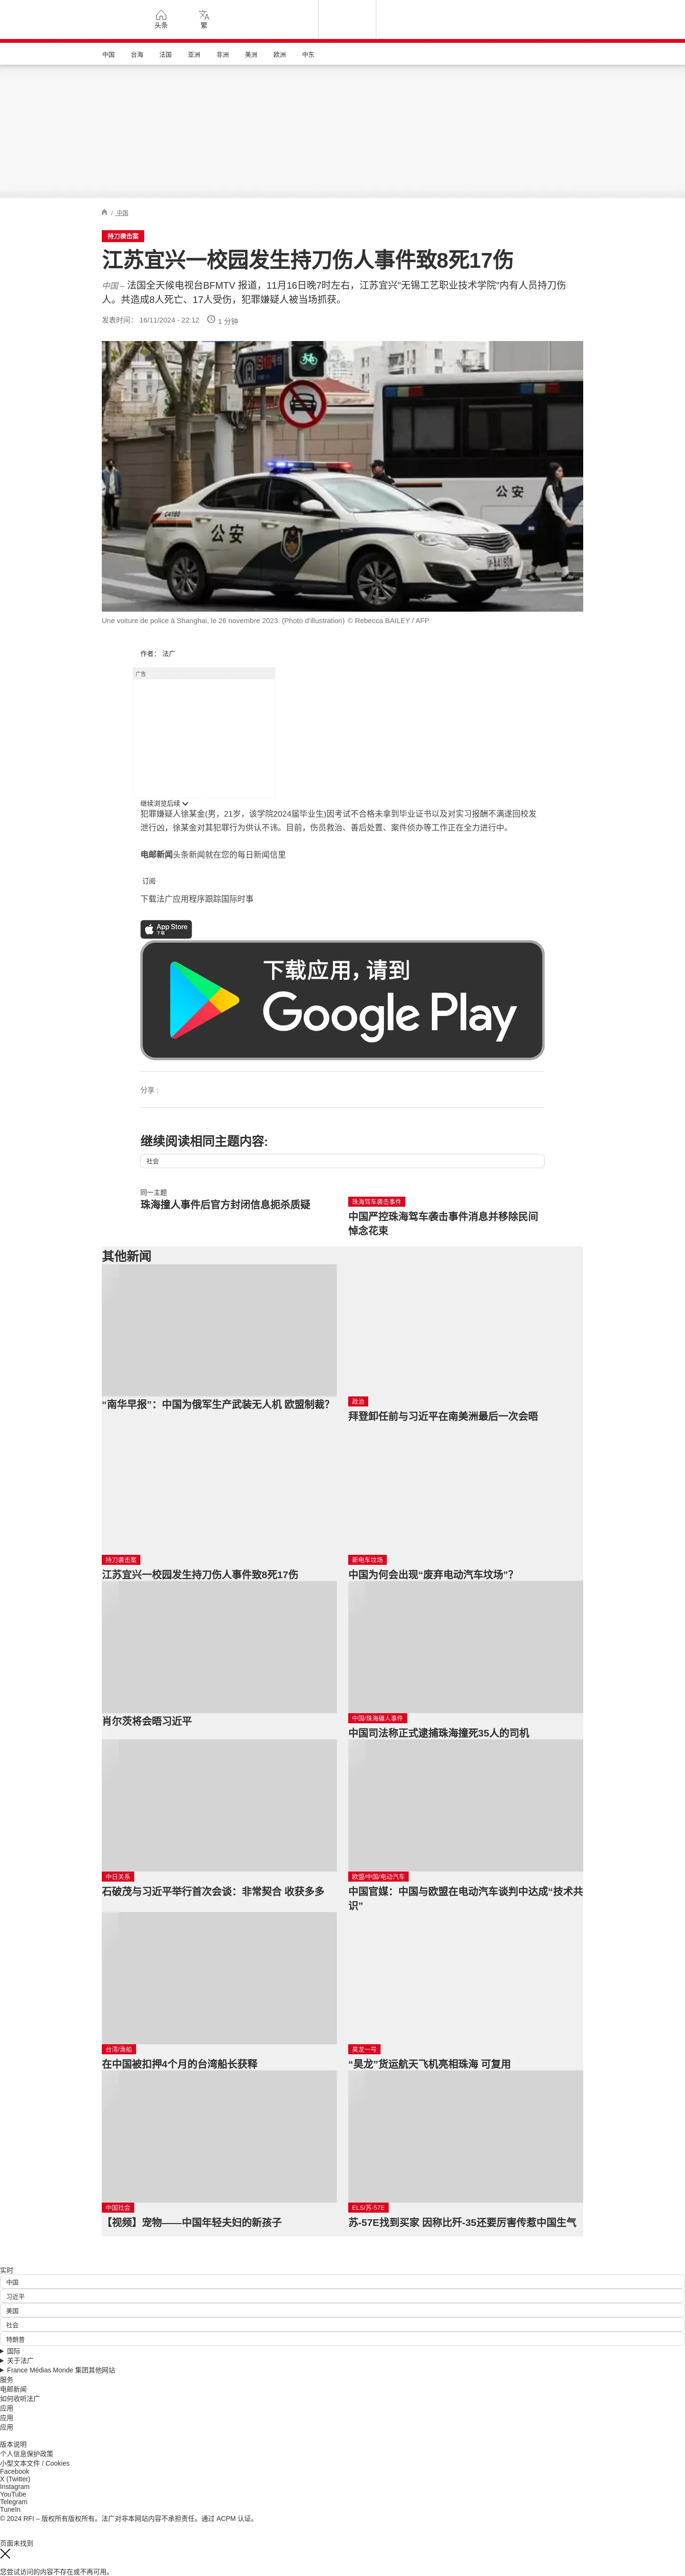 头条
繁
中国 台海 法国 亚洲 非洲 美洲 欧洲 中东
/ 中国
持刀袭击案
江苏宜兴一校园发生持刀伤人事件致8死17伤
中国 – 法国全天候电视台BFMTV 报道，11月16日晚7时左右，江苏宜兴"无锡工艺职业技术学院"内有人员持刀伤
人。共造成8人死亡、17人受伤，犯罪嫌疑人被当场抓获。
发表时间： 16/11/2024 - 22:12 1 分钟
公安
公安
Une voiture de police à Shanghai, le 26 novembre 2023. (Photo d'illustration) © Rebecca BAILEY / AFP
作者： 法广
广告
继续浏览后续
犯罪嫌疑人徐某金(男，21岁，该学院2024届毕业生)因考试不合格未拿到毕业证书以及对实习报酬不满遂回校发
泄行凶，徐某金对其犯罪行为供认不讳。目前，伤员救治、善后处置、案件侦办等工作正在全力进行中。
电邮新闻头条新闻就在您的每日新闻信里
订阅
下载法广应用程序跟踪国际时事
App Store
下载
下载应用，请到
Google Play
分享 :
继续阅读相同主题内容:
社会
同一主题
珠海撞人事件后官方封闭信息扼杀质疑
珠海驾车袭击事件
中国严控珠海驾车袭击事件消息并移除民间
悼念花束
其他新闻
“南华早报”：中国为俄军生产武装无人机 欧盟制裁？
政治
拜登卸任前与习近平在南美洲最后一次会晤
持刀袭击案
江苏宜兴一校园发生持刀伤人事件致8死17伤
新电车坟场
中国为何会出现“废弃电动汽车坟场”？
肖尔茨将会晤习近平
中国/珠海碾人事件
中国司法称正式逮捕珠海撞死35人的司机
中日关系
石破茂与习近平举行首次会谈：非常契合 收获多多
欧盟/中国/电动汽车
中国官媒：中国与欧盟在电动汽车谈判中达成“技术共
识”
台湾/渔船
在中国被扣押4个月的台湾船长获释
昊龙一号
“昊龙”货运航天飞机亮相珠海 可复用
中国社会
【视频】宠物——中国年轻夫妇的新孩子
ELS/苏-57E
苏-57E找到买家 因称比歼-35还要厉害传惹中国生气
实时
中国
习近平
美国
社会
特朗普
国际
关于法广
France Médias Monde 集团其他网站
服务
电邮新闻
如何收听法广
应用
应用
应用
版本说明
个人信息保护政策
小型文本文件 / Cookies
Facebook
X (Twitter)
Instagram
YouTube
Telegram
TuneIn
© 2024 RFI – 版权所有版权所有。法广对非本网站内容不承担责任。通过 ACPM 认证。
页面未找到
您尝试访问的内容不存在或不再可用。